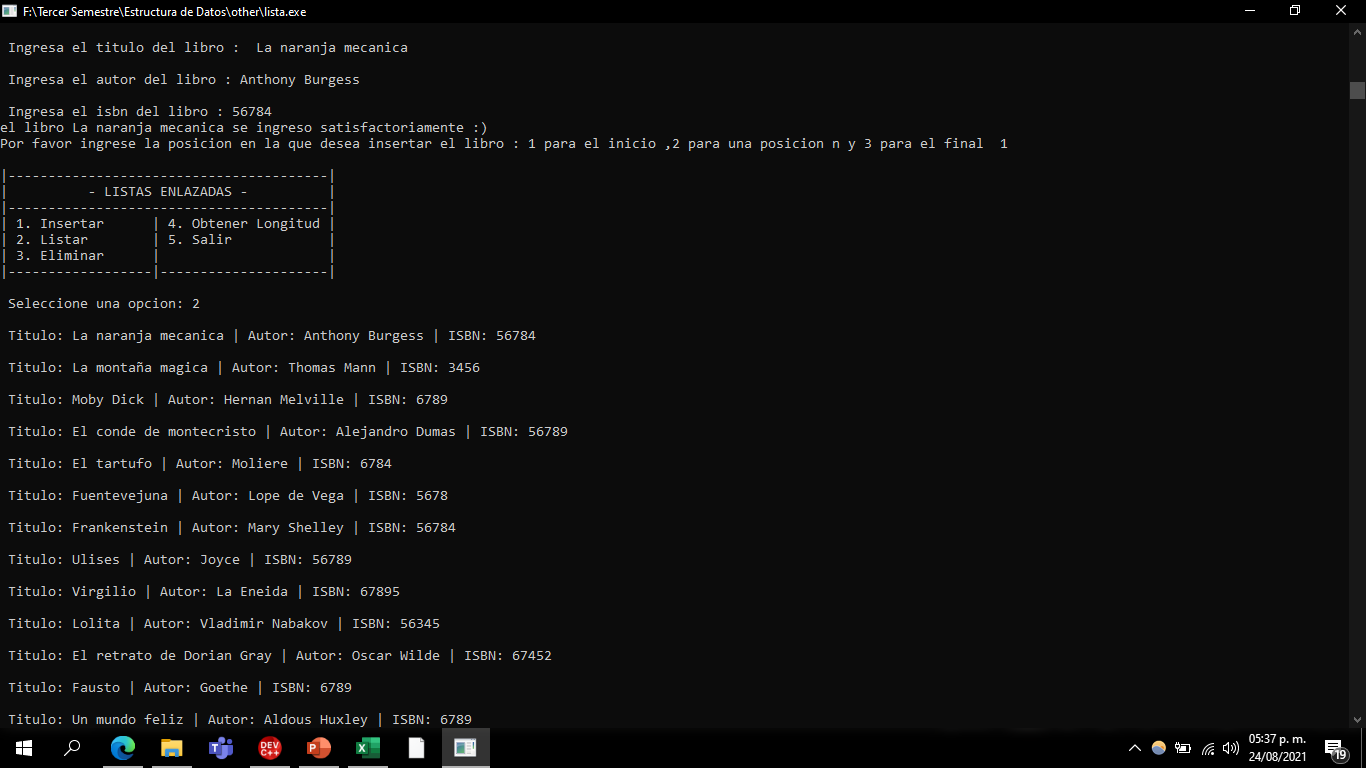 F:\Tercer Semestre\Estructura de Datos\other\lista.exe
Ingresa el titulo del libro :  La naranja mecanica
Ingresa el autor del libro : Anthony Burgess
Ingresa el isbn del libro : 56784
el libro La naranja mecanica se ingreso satisfactoriamente :)
Por favor ingrese la posicion en la que desea insertar el libro : 1 para el inicio ,2 para una posicion n y 3 para el final  1
|----------------------------------------|
|          - LISTAS ENLAZADAS -          |
|----------------------------------------|
| 1. Insertar      | 4. Obtener Longitud |
| 2. Listar        | 5. Salir            |
| 3. Eliminar      |                     |
|------------------|---------------------|
Seleccione una opcion: 2
Titulo: La naranja mecanica | Autor: Anthony Burgess | ISBN: 56784
Titulo: La montaña magica | Autor: Thomas Mann | ISBN: 3456
Titulo: Moby Dick | Autor: Hernan Melville | ISBN: 6789
Titulo: El conde de montecristo | Autor: Alejandro Dumas | ISBN: 56789
Titulo: El tartufo | Autor: Moliere | ISBN: 6784
Titulo: Fuentevejuna | Autor: Lope de Vega | ISBN: 5678
Titulo: Frankenstein | Autor: Mary Shelley | ISBN: 56784
Titulo: Ulises | Autor: Joyce | ISBN: 56789
Titulo: Virgilio | Autor: La Eneida | ISBN: 67895
Titulo: Lolita | Autor: Vladimir Nabakov | ISBN: 56345
Titulo: El retrato de Dorian Gray | Autor: Oscar Wilde | ISBN: 67452
Titulo: Fausto | Autor: Goethe | ISBN: 6789
Titulo: Un mundo feliz | Autor: Aldous Huxley | ISBN: 6789
DEV
C++
05:37 p. m.
24/08/2021
19